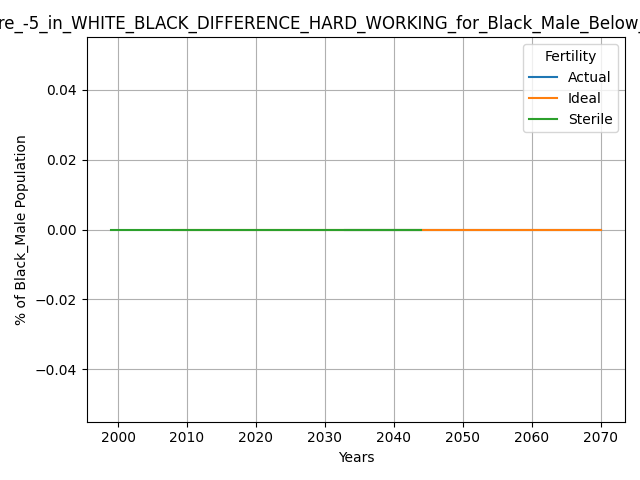 re_-5_in_WHITE_BLACK_DIFFERENCE_HARD_WORKING_for_Black_Male_Below_
Fertility
Actual
Ideal
Sterile
0.04
0.02
0.00
−0.02
−0.04
% of Black_Male Population
2000 2010 2020 2030 2040 2050 2060 2070
Years